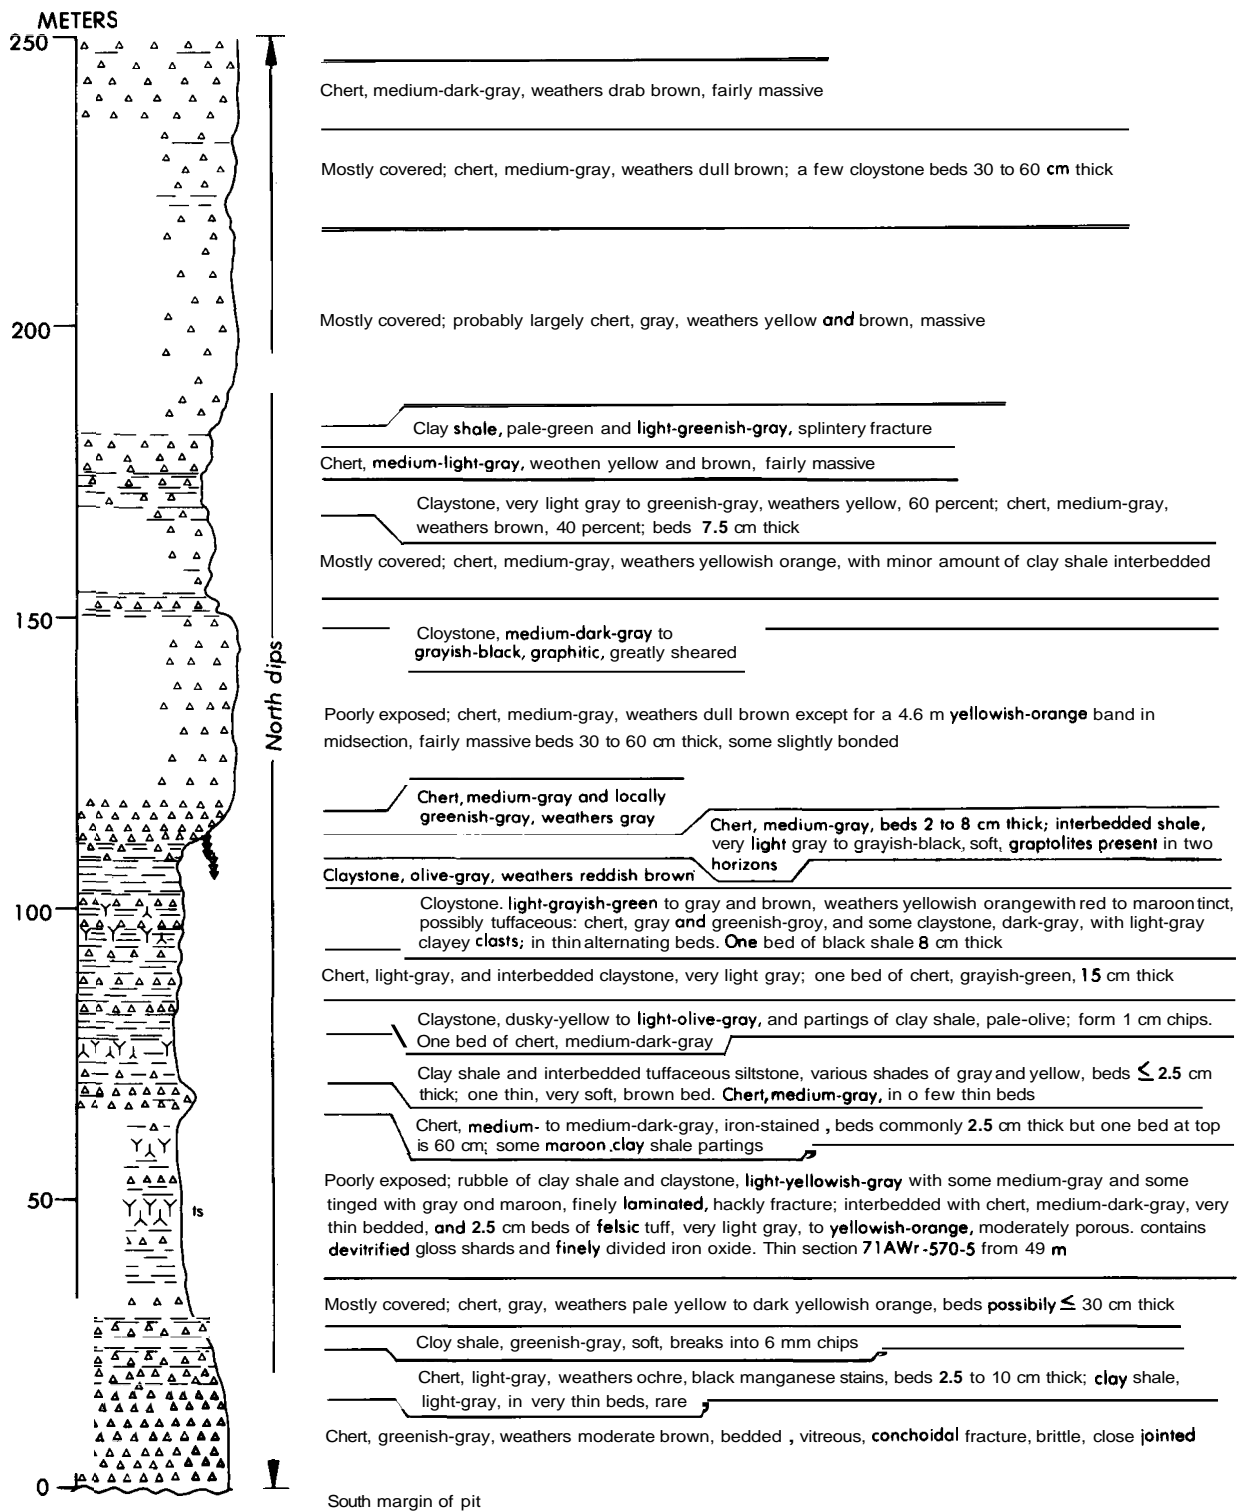 METERS
250
Chert, medium-dark-gray, weathers drab brown, fairly massive
Mostly covered; chert, medium-gray, weathers dull brown; a few cloystone beds 30 to 60 cm thick
200
Mostly covered; probably largely chert, gray, weathers yellow and brown, massive
Clay shale, pale-green and light-greenish-gray, splintery fracture
Chert, medium-light-gray, weothen yellow and brown, fairly massive
Claystone, very light gray to greenish-gray, weathers yellow, 60 percent; chert, medium-gray,
weathers brown, 40 percent; beds 7.5 cm thick
Mostly covered; chert, medium-gray, weathers yellowish orange, with minor amount of clay shale interbedded
150
Cloystone, medium-dark-gray to
grayish-black, graphitic, greatly sheared
North dips
Poorly exposed; chert, medium-gray, weathers dull brown except for a 4.6 m yellowish-orange band in
midsection, fairly massive beds 30 to 60 cm thick, some slightly bonded
Chert, medium-gray and locally
greenish-gray, weathers gray
Chert, medium-gray, beds 2 to 8 cm thick; interbedded shale,
very light gray to grayish-black, soft, graptolites present in two
horizons
Claystone, olive-gray, weathers reddish brown
100
Cloystone. light-grayish-green to gray and brown, weathers yellowish orangewith red to maroon tinct,
possibly tuffaceous: chert, gray and greenish-groy, and some claystone, dark-gray, with light-gray
clayey clasts; in thin alternating beds. One bed of black shale 8 cm thick
Chert, light-gray, and interbedded claystone, very light gray; one bed of chert, grayish-green, 15 cm thick
Claystone, dusky-yellow to light-olive-gray, and partings of clay shale, pale-olive; form 1 cm chips.
One bed of chert, medium-dark-gray
Clay shale and interbedded tuffaceous siltstone, various shades of gray and yellow, beds ≤ 2.5 cm
thick; one thin, very soft, brown bed. Chert, medium-gray, in o few thin beds
Chert, medium- to medium-dark-gray, iron-stained , beds commonly 2.5 cm thick but one bed at top
is 60 cm; some maroon.clay shale partings
50
ts
Poorly exposed; rubble of clay shale and claystone, light-yellowish-gray with some medium-gray and some
tinged with gray ond maroon, finely laminated, hackly fracture; interbedded with chert, medium-dark-gray, very
thin bedded, and 2.5 cm beds of felsic tuff, very light gray, to yellowish-orange, moderately porous. contains
devitrified gloss shards and finely divided iron oxide. Thin section 71AWr-570-5 from 49 m
Mostly covered; chert, gray, weathers pale yellow to dark yellowish orange, beds possibily ≤ 30 cm thick
Cloy shale, greenish-gray, soft, breaks into 6 mm chips
Chert, light-gray, weathers ochre, black manganese stains, beds 2.5 to 10 cm thick; clay shale,
light-gray, in very thin beds, rare
Chert, greenish-gray, weathers moderate brown, bedded , vitreous, conchoidal fracture, brittle, close jointed
0
South margin of pit